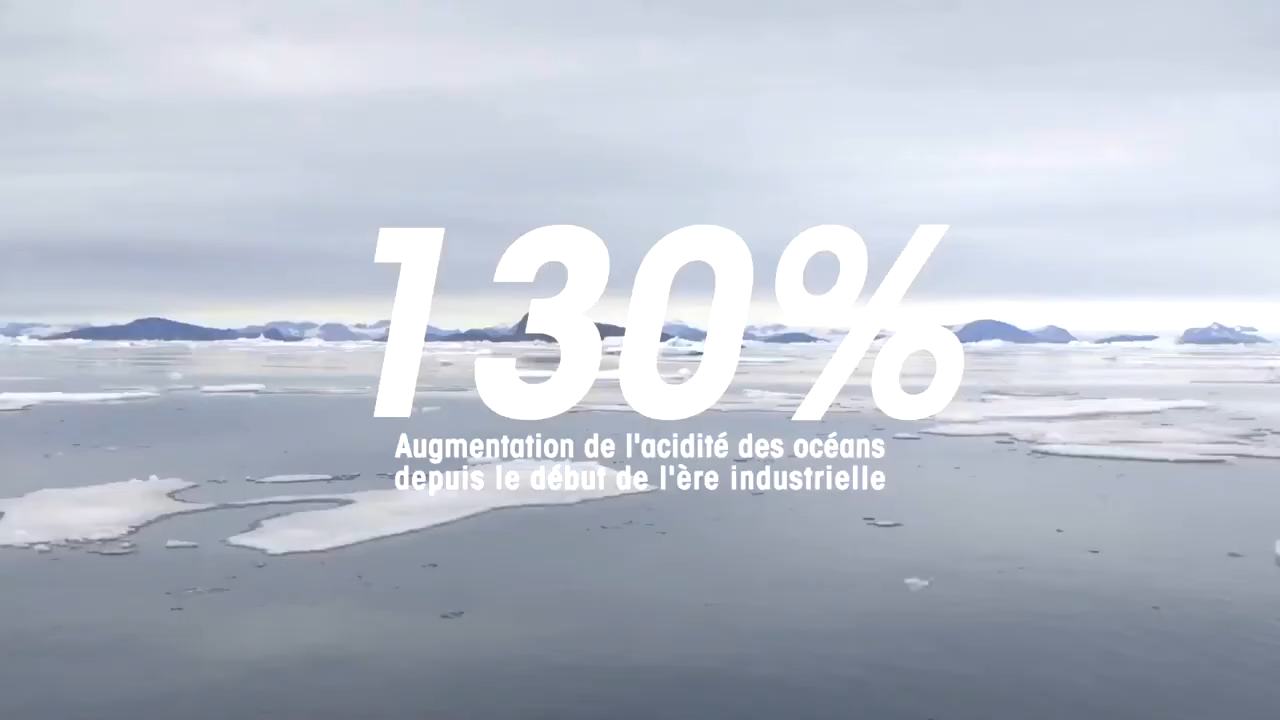 130%
Augmentation de l'acidité des océans
depuis le début de l'ère industrielle